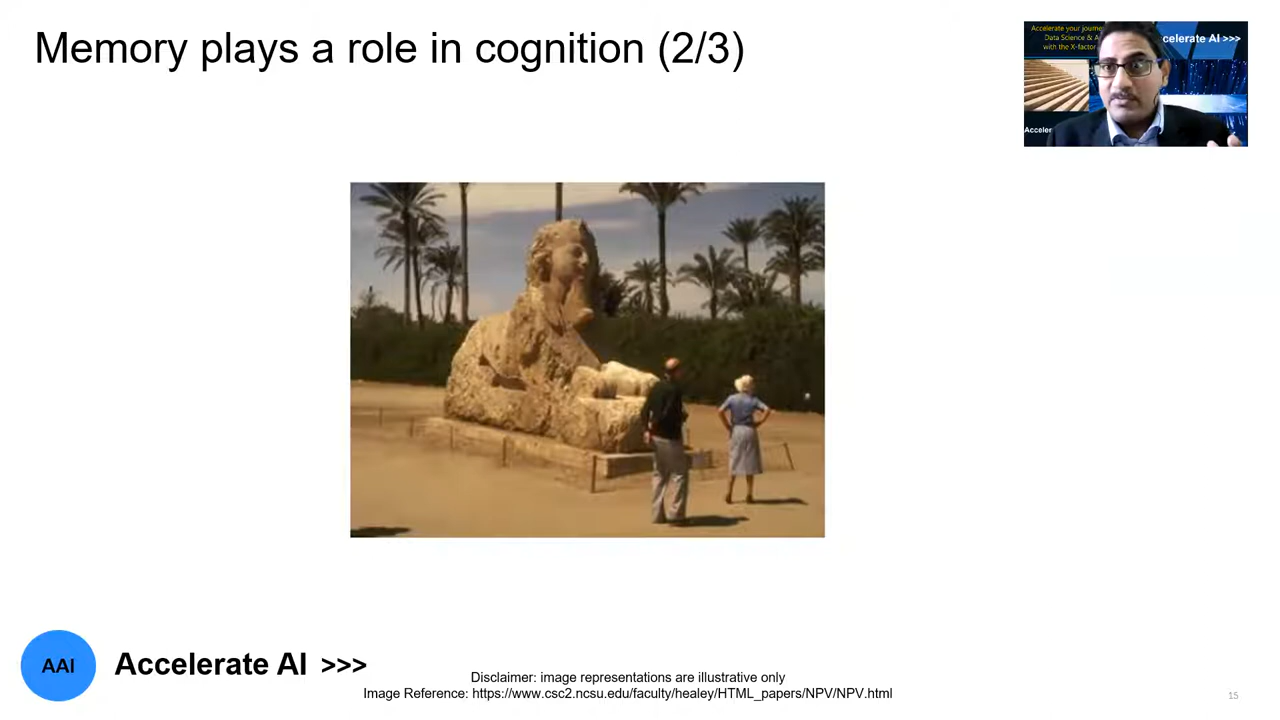 Memory plays a role in cognition (2/3)
Accelerate your journe
Data Science & A
with the X-factor
celerate AI >>>
Acceler
AAI
Accelerate AI >>>
Disclaimer: image representations are illustrative only
Image Reference: https://www.csc2.ncsu.edu/faculty/healey/HTML_papers/NPV/NPV.html
15